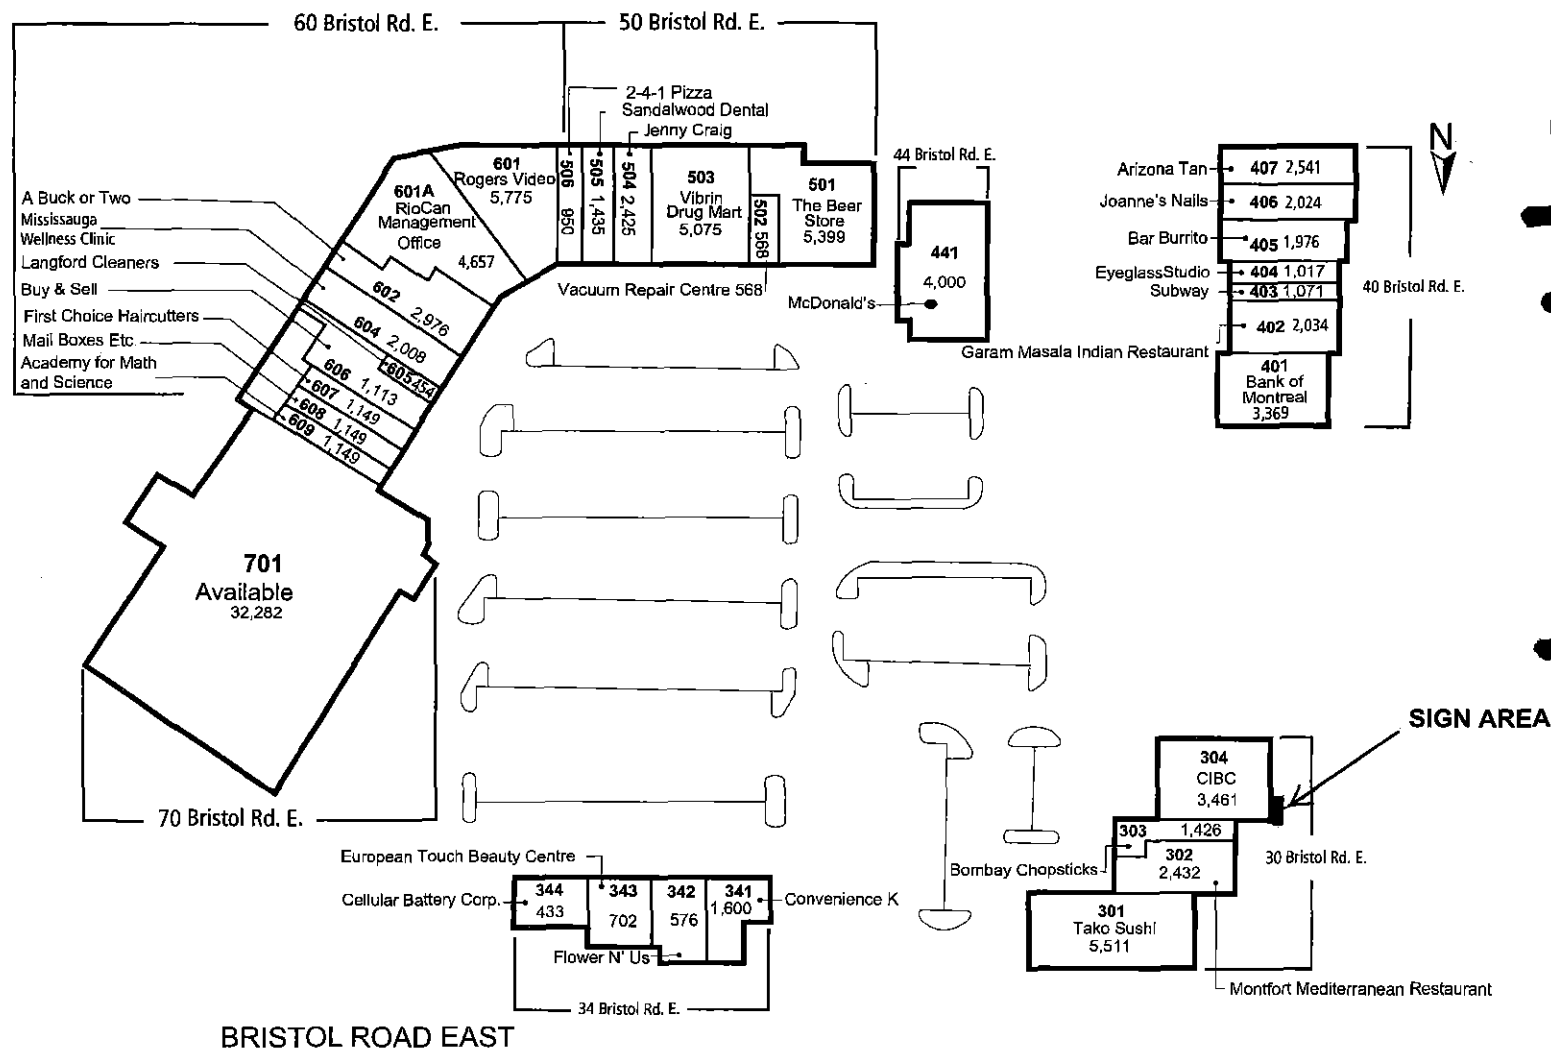 60 Bristol Rd. E.
50 Bristol Rd. E.
2-4-1 Pizza
Sandalwood Dental
Jenny Craig
44 Bristol Rd. E.
N
A Buck or Two
Mississauga
Wellness Clinic
Langford Cleaners
Buy & Sell
First Choice Haircutters
Mail Boxes Etc.
Academy for Math
and Science
601A
RioCan
Management
Office
4,657
601
Rogers Video
5,775
506 950
505 1,435
504 2,425
503
Vibrin
Drug Mart
5,075
502 568
501
The Beer
Store
5,399
Vacuum Repair Centre 568
602 2,976
604 2,008
605 454
606 1,113
607 1,149
608 1,149
609 1,149
441
4,000
McDonald's
Arizona Tan
407 2,541
Joanne's Nails
406 2,024
Bar Burrito
405 1,976
EyeglassStudio
404 1,017
Subway
403 1,071
402 2,034
Garam Masala Indian Restaurant
401
Bank of
Montreal
3,369
40 Bristol Rd. E.
701
Available
32,282
70 Bristol Rd. E.
SIGN AREA
304
CIBC
3,461
303 1,426
Bombay Chopsticks
302
2,432
301
Tako Sushi
5,511
30 Bristol Rd. E.
Montfort Mediterranean Restaurant
European Touch Beauty Centre
Cellular Battery Corp.
344
433
343
702
342
576
341
1,600
Convenience K
Flower N' Us
34 Bristol Rd. E.
BRISTOL ROAD EAST